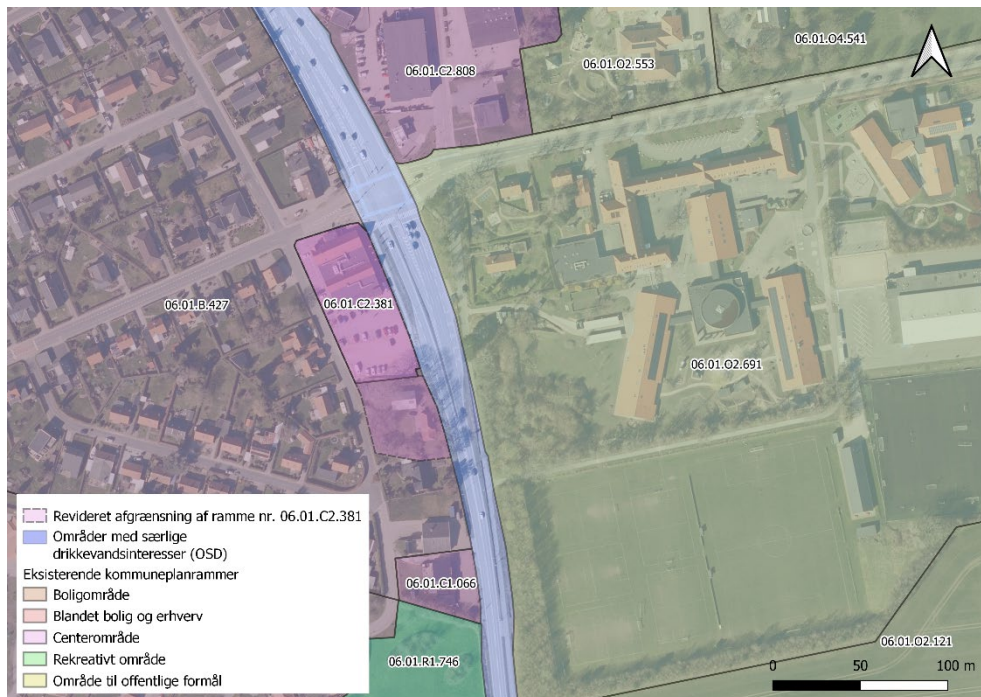 06.01.O4.541
06.01.O2.553
06.01.C2.808
06.01.B.427
06.01.C2.381
06.01.O2.691
06.01.C1.066
06.01.R1.746
06.01.O2.121
Revideret afgrænsning af ramme nr. 06.01.C2.381
Områder med særlige
drikkevandsinteresser (OSD)
Eksisterende kommuneplanrammer
Boligområde
Blandet bolig og erhverv
Centerområde
Rekreativt område
Område til offentlige formål
0 50 100 m